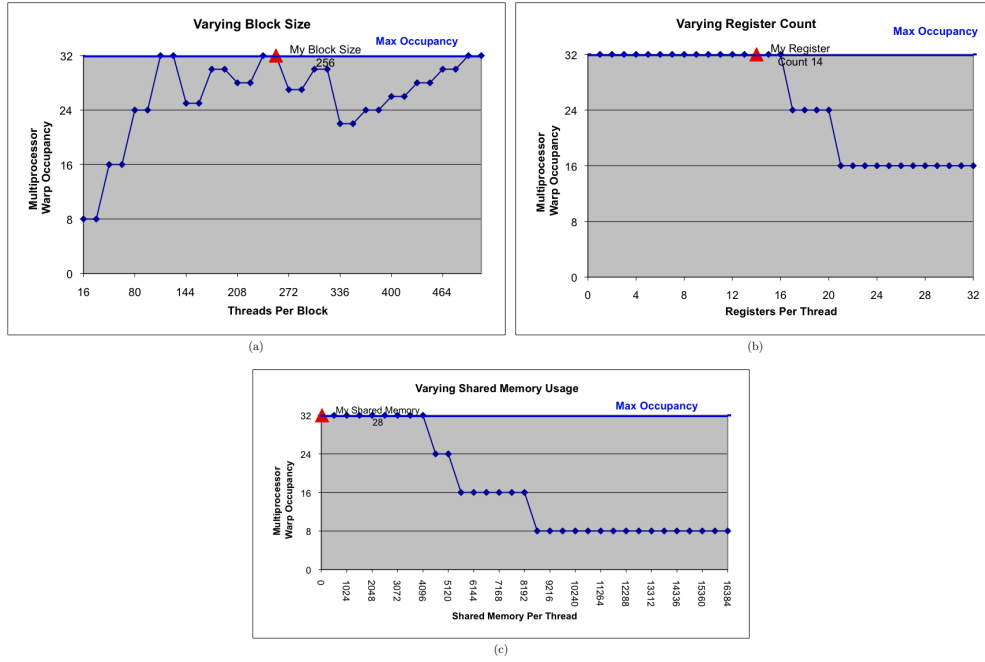 Varying Block Size
Max Occupancy
My Block Size
256
32
24
16
8
0
Multiprocessor
Warp Occupancy
16 80 144 208 272 336 400 464
Threads Per Block
(a)
Varying Register Count
Max Occupancy
My Register
Count 14
32
24
16
8
0
Multiprocessor
Warp Occupancy
0 4 8 12 16 20 24 28 32
Registers Per Thread
(b)
Varying Shared Memory Usage
Max Occupancy
My Shared Memory
28
32
24
16
8
0
Multiprocessor
Warp Occupancy
0 1024 2048 3072 4096 5120 6144 7168 8192 9216 10240 11264 12288 13312 14336 15360 16384
Shared Memory Per Thread
(c)